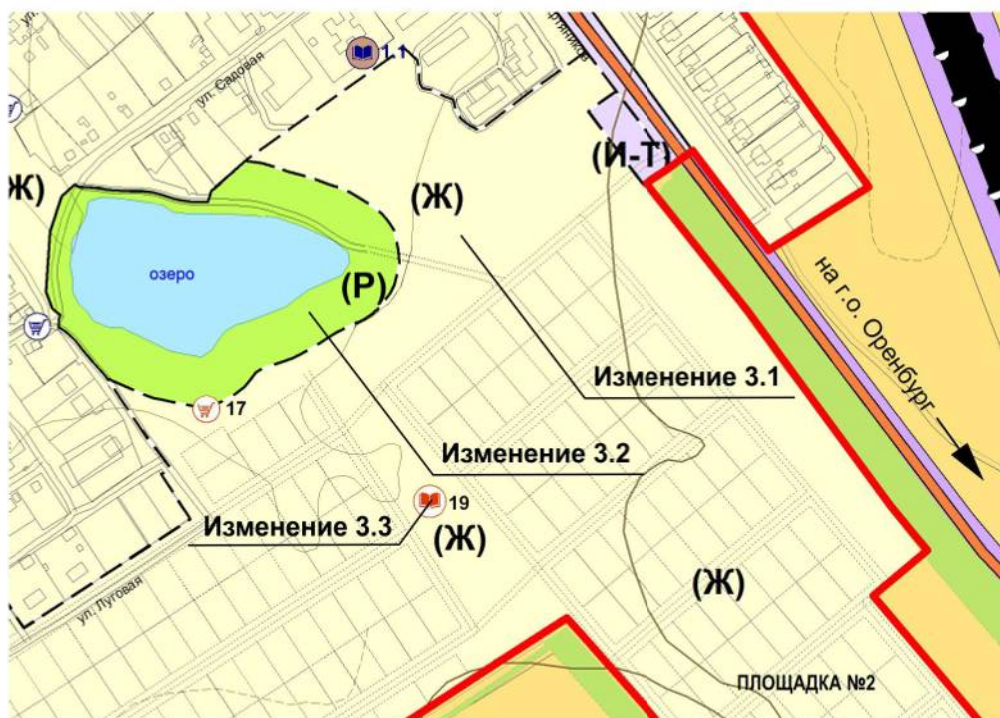 1.1
ул. Садовая
(И-Т)
Ж)
(Ж)
озеро
(Р)
на г.о. Оренбург
Изменение 3.1
17
Изменение 3.2
19
Изменение 3.3
(Ж)
(Ж)
ул. Луговая
ПЛОЩАДКА №2